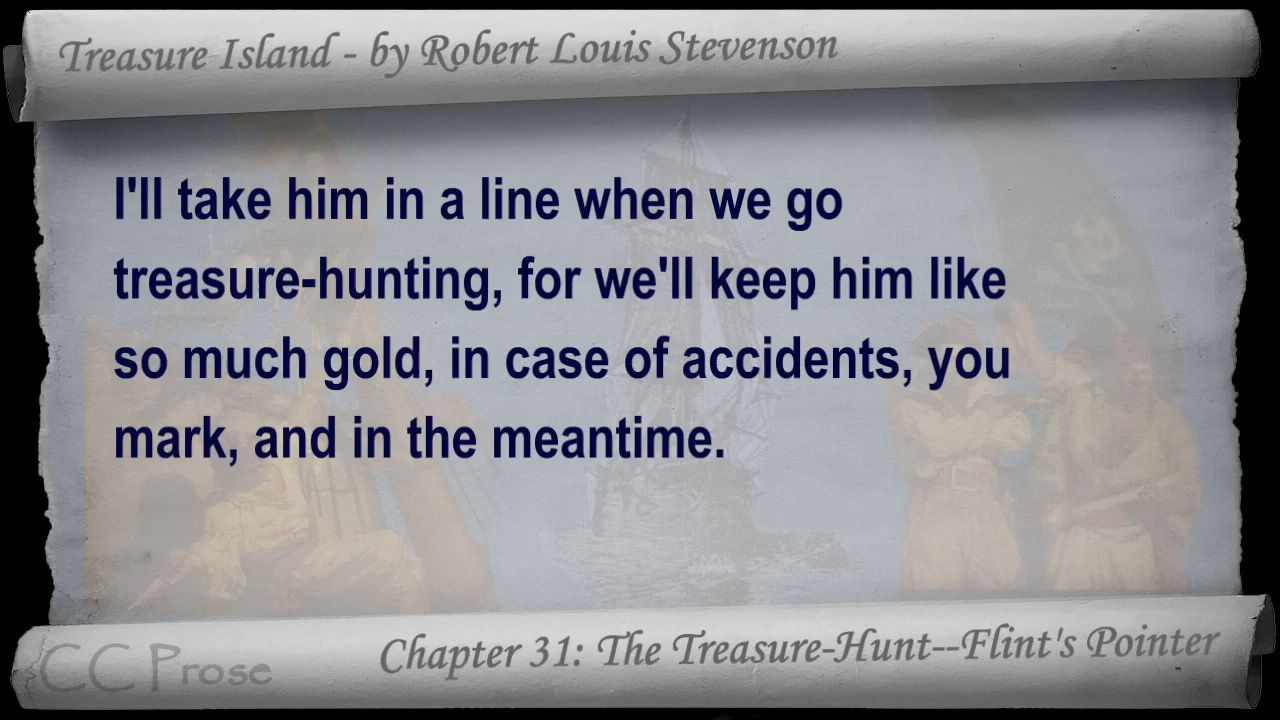 Treasure Island - by Robert Louis Stevenson
I'll take him in a line when we go
treasure-hunting, for we'll keep him like
so much gold, in case of accidents, you
mark, and in the meantime.
CC Prose
Chapter 31: The Treasure-Hunt--Flint's Pointer